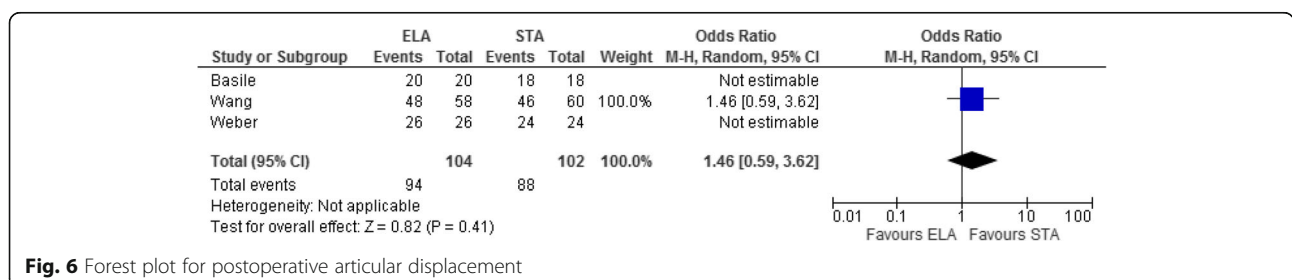 ELA STA Odds Ratio Odds Ratio
Study or Subgroup Events Total Events Total Weight M-H, Random, 95% CI M-H, Random, 95% CI
Basile 20 20 18 18 Not estimable
Wang 48 58 46 60 100.0% 1.46 [0.59, 3.62]
Weber 26 26 24 24 Not estimable
Total (95% CI) 104 102 100.0% 1.46 [0.59, 3.62]
Total events 94 88
Heterogeneity: Not applicable
Test for overall effect: Z = 0.82 (P = 0.41)
0.01 0.1 1 10 100
Favours ELA Favours STA
Fig. 6 Forest plot for postoperative articular displacement